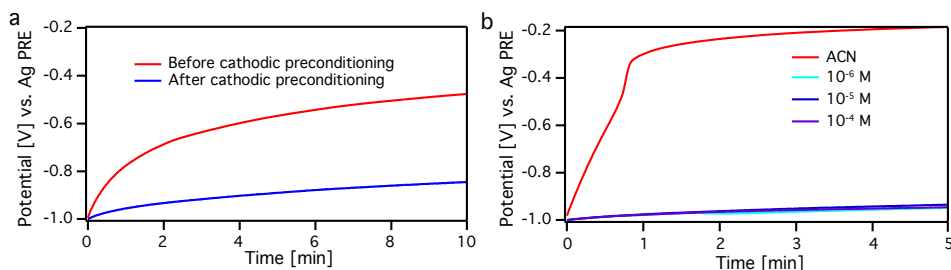 a
-0.2
-0.4
-0.6
-0.8
-1.0
Potential [V] vs. Ag PRE
Before cathodic preconditioning
After cathodic preconditioning
0
2
4
6
8
10
Time [min]
b
-0.2
-0.4
-0.6
-0.8
-1.0
Potential [V] vs. Ag PRE
ACN
10⁻⁶ M
10⁻⁵ M
10⁻⁴ M
0
1
2
3
4
5
Time [min]